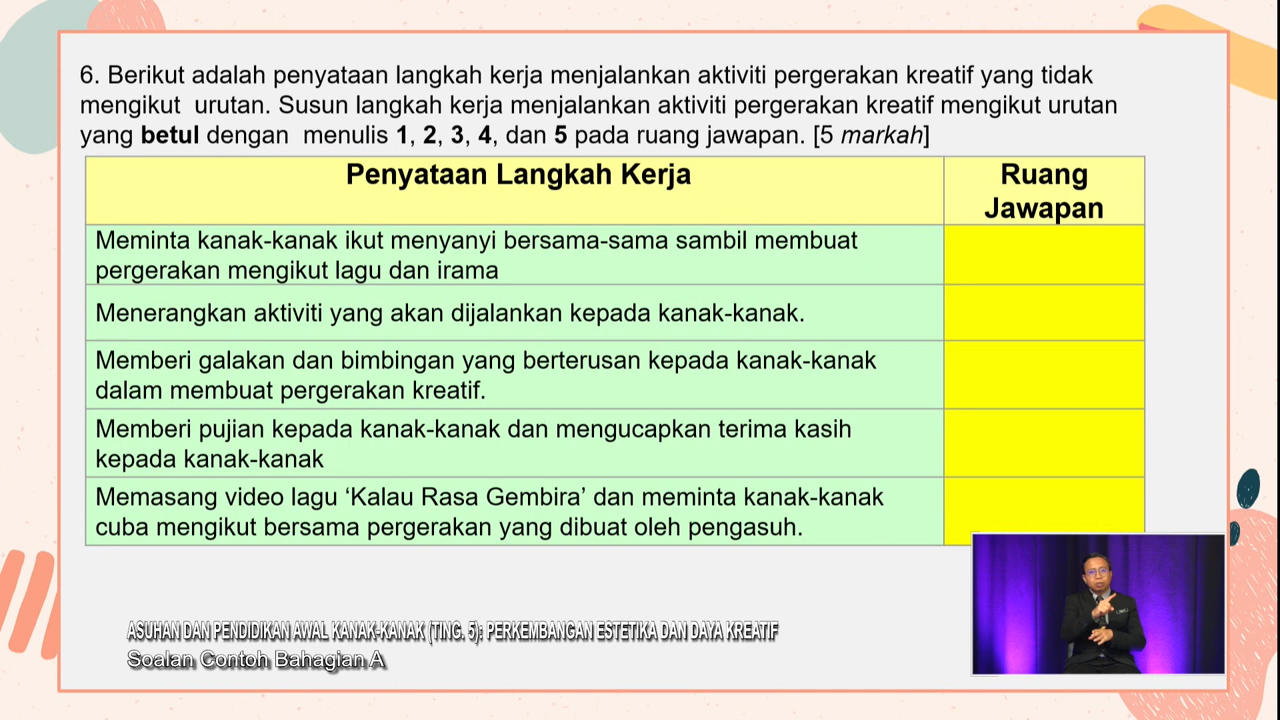 6. Berikut adalah penyataan langkah kerja menjalankan aktiviti pergerakan kreatif yang tidak
mengikut urutan. Susun langkah kerja menjalankan aktiviti pergerakan kreatif mengikut urutan
yang betul dengan menulis 1, 2, 3, 4, dan 5 pada ruang jawapan. [5 markah]
Penyataan Langkah Kerja
Ruang
Jawapan
Meminta kanak-kanak ikut menyanyi bersama-sama sambil membuat
pergerakan mengikut lagu dan irama
Menerangkan aktiviti yang akan dijalankan kepada kanak-kanak.
Memberi galakan dan bimbingan yang berterusan kepada kanak-kanak
dalam membuat pergerakan kreatif.
Memberi pujian kepada kanak-kanak dan mengucapkan terima kasih
kepada kanak-kanak
Memasang video lagu ‘Kalau Rasa Gembira’ dan meminta kanak-kanak
cuba mengikut bersama pergerakan yang dibuat oleh pengasuh.
ASUHAN DAN PENDIDIKAN AWAL KANAK-KANAK (TING. 5): PERKEMBANGAN ESTETIKA DAN DAYA KREATIF
Soalan Contoh Bahagian A